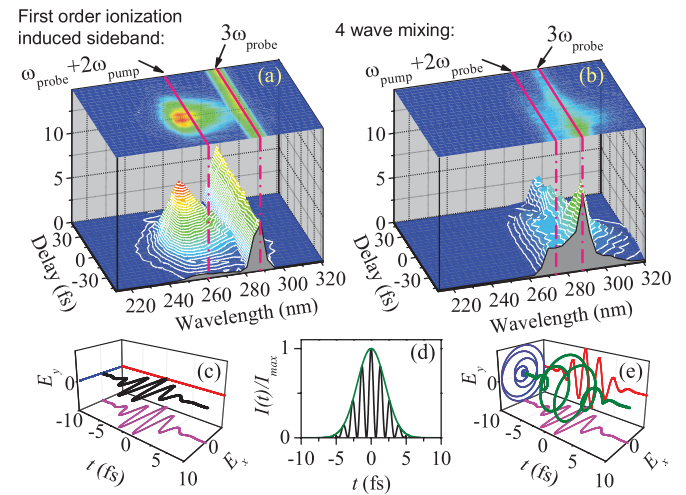 First order ionization
induced sideband:
4 wave mixing:
ω_probe +2ω_pump
3ω_probe
ω_pump +2ω_probe
3ω_probe
(a)
(b)
10
5
0
30
0
-30
Delay (fs)
220 240 260 280 300 320
Wavelength (nm)
10
5
0
30
0
-30
Delay (fs)
220 240 260 280 300 320
Wavelength (nm)
(c)
E_y
0
-10
-5
0
5
10
t (fs)
0
E_x
(d)
I(t)/I_max
1
0
-10 -5 0 5 10
t (fs)
(e)
E_y
0
-10
-5
0
5
10
t (fs)
0
E_x